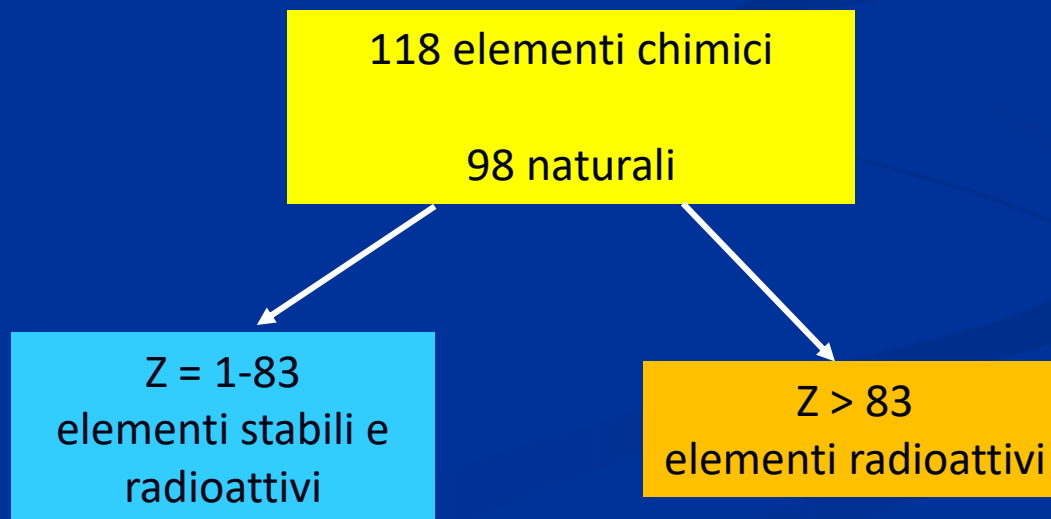 118 elementi chimici
98 naturali
Z = 1-83
elementi stabili e
radioattivi
Z > 83
elementi radioattivi